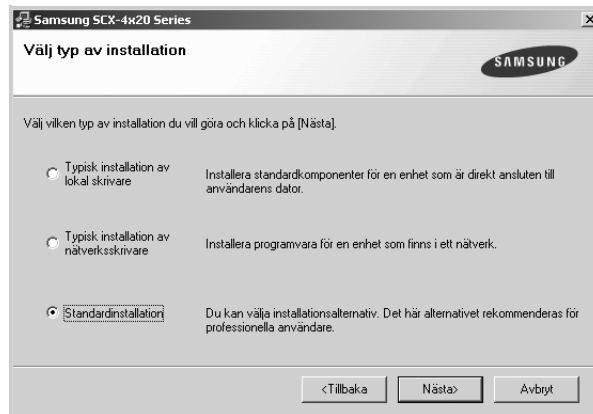 Samsung SCX-4x20 Series
Välj typ av installation
SAMSUNG
Välj vilken typ av installation du vill göra och klicka på [Nästa].
Typisk installation av
lokal skrivare
Installera standardkomponenter för en enhet som är direkt ansluten till
användarens dator.
Typisk installation av
nätverksskrivare
Installera programvara för en enhet som finns i ett nätverk.
Standardinstallation
Du kan välja installationsalternativ. Det här alternativet rekommenderas för
professionella användare.
<Tillbaka
Nästa>
Avbryt